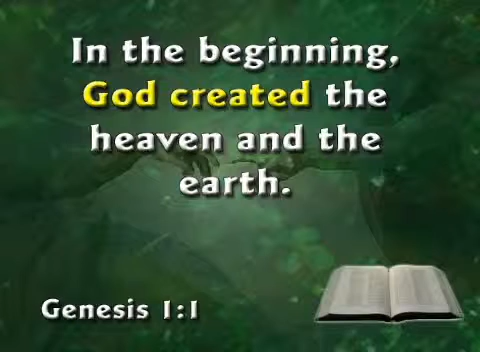 In the beginning,
God created the
heaven and the
earth.
Genesis 1:1